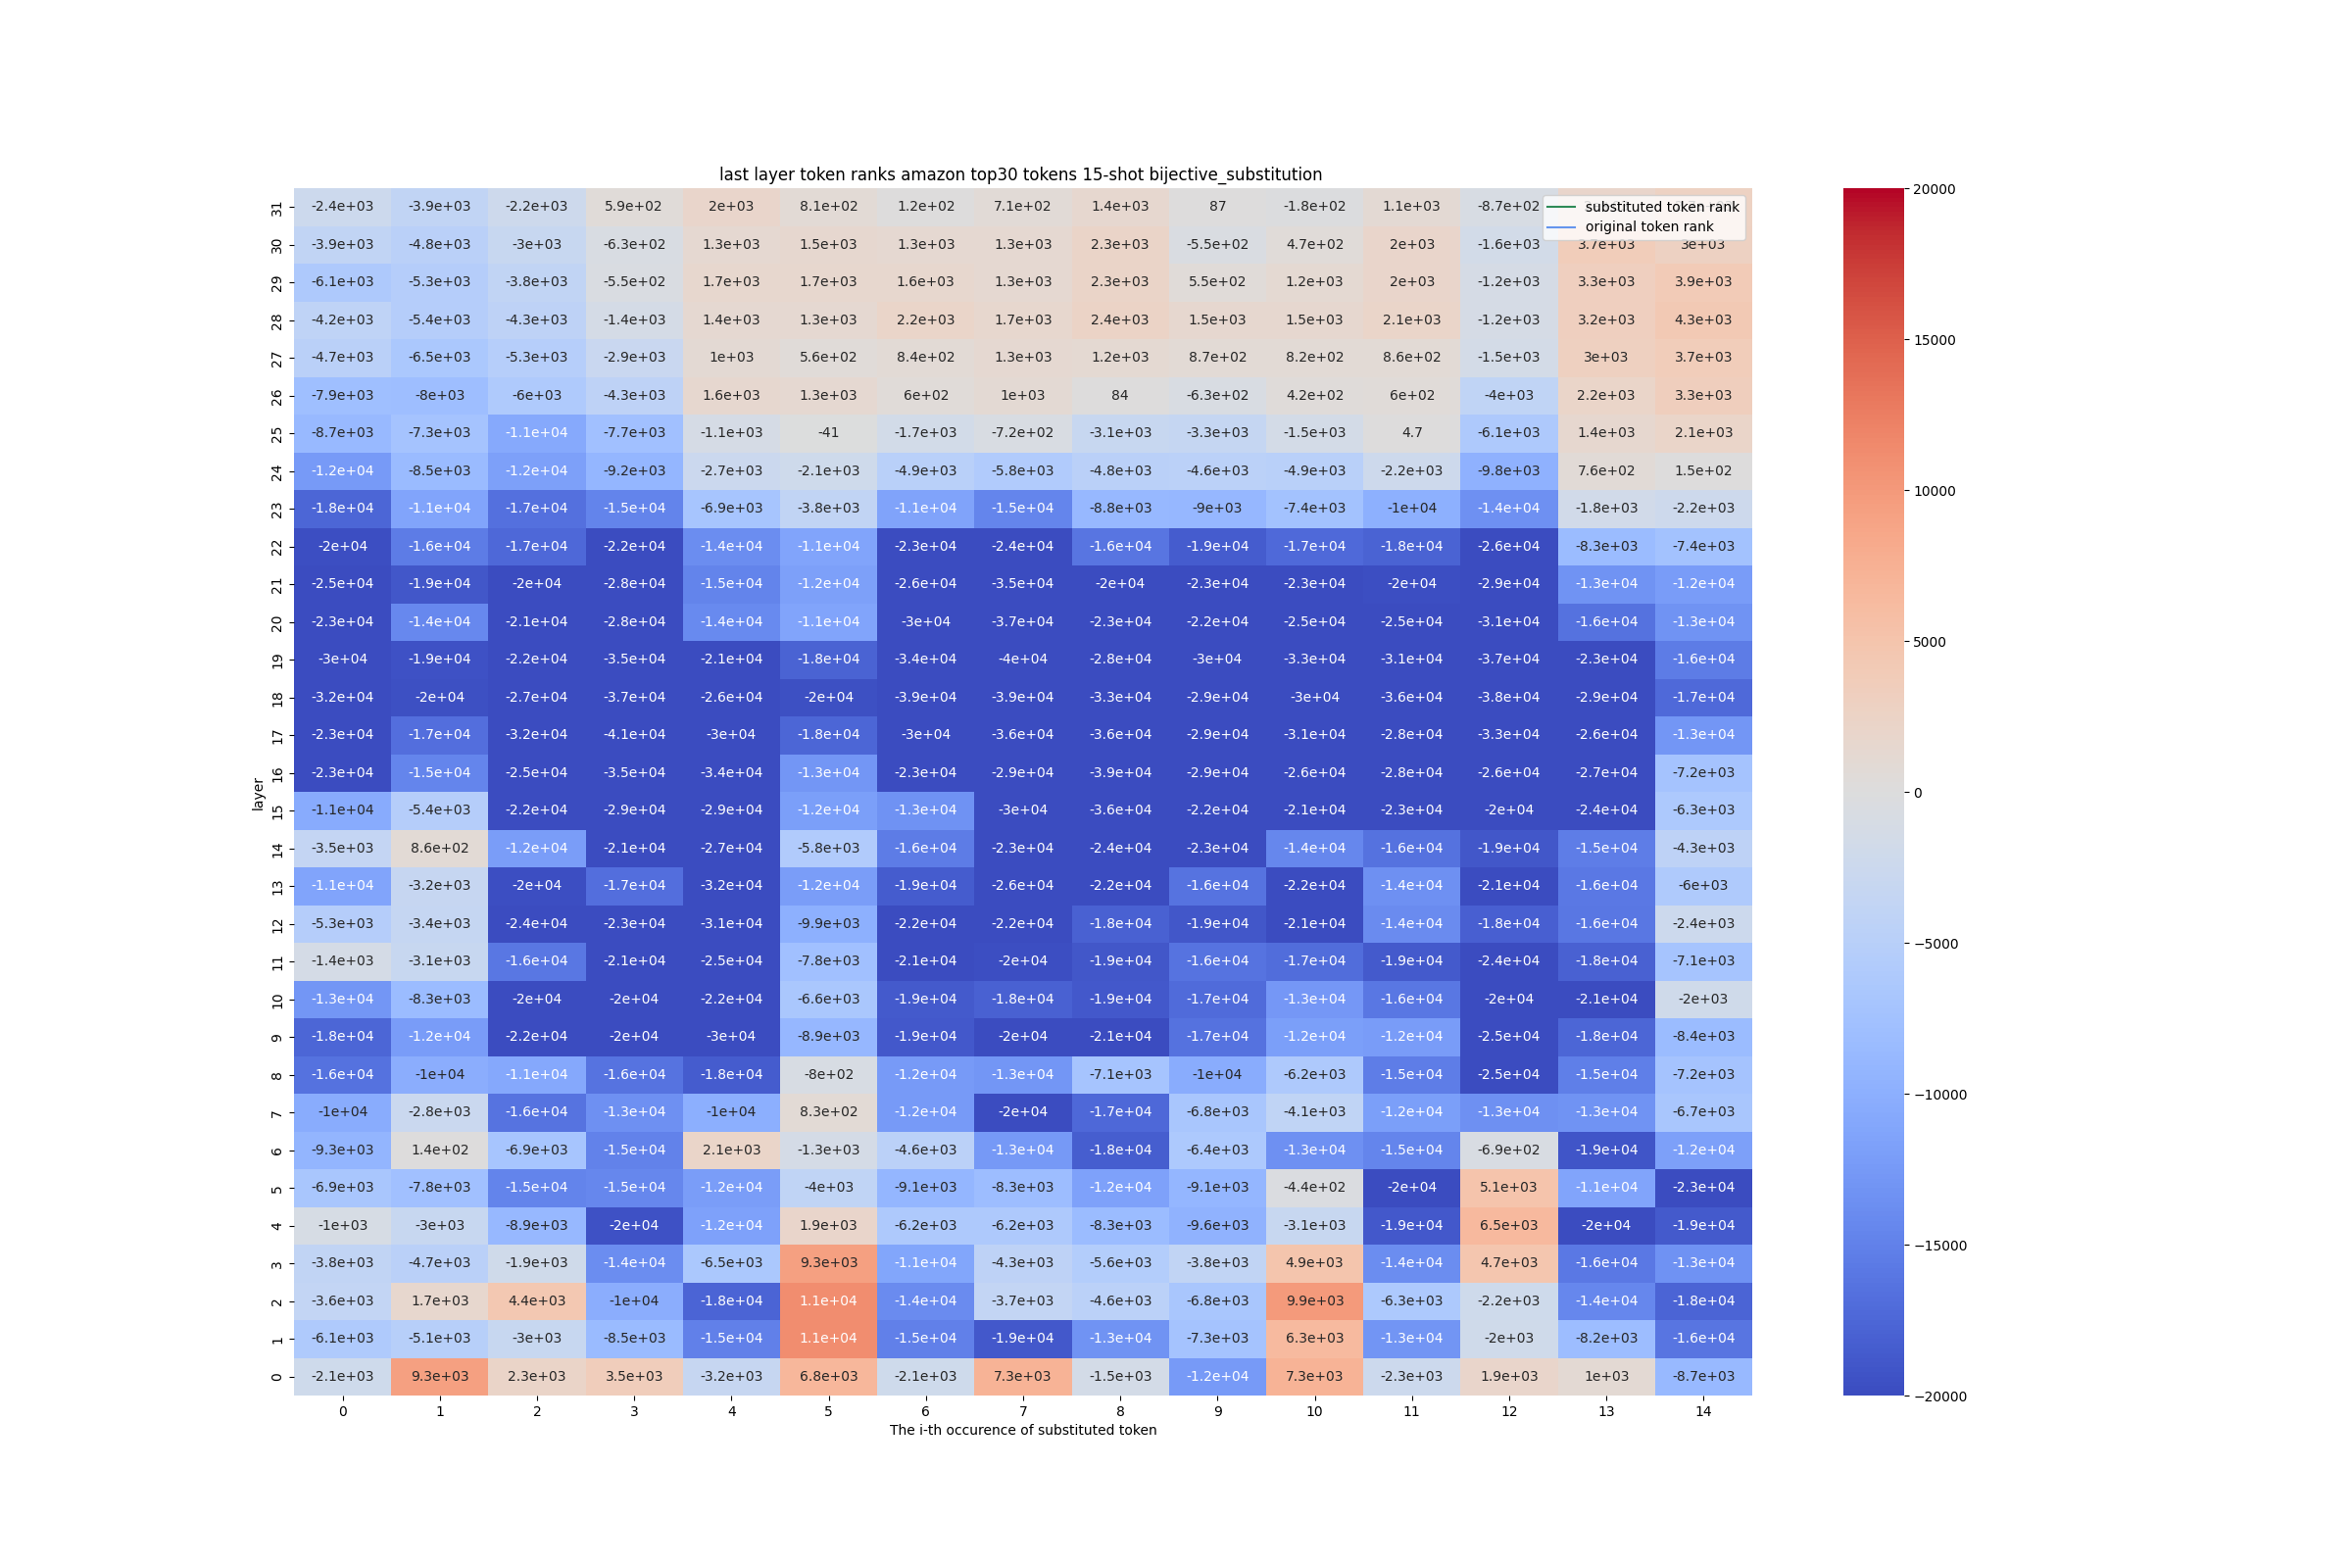 last layer token ranks amazon top30 tokens 15-shot bijective_substitution
31 -2.4e+03 -3.9e+03 -2.2e+03 5.9e+02 2e+03 8.1e+02 1.2e+02 7.1e+02 1.4e+03 87 -1.8e+02 1.1e+03 -8.7e+02
substituted token rank
original token rank
30 -3.9e+03 -4.8e+03 -3e+03 -6.3e+02 1.3e+03 1.5e+03 1.3e+03 1.3e+03 2.3e+03 -5.5e+02 4.7e+02 2e+03 -1.6e+03 3.7e+03 3e+03
29 -6.1e+03 -5.3e+03 -3.8e+03 -5.5e+02 1.7e+03 1.7e+03 1.6e+03 1.3e+03 2.3e+03 5.5e+02 1.2e+03 2e+03 -1.2e+03 3.3e+03 3.9e+03
28 -4.2e+03 -5.4e+03 -4.3e+03 -1.4e+03 1.4e+03 1.3e+03 2.2e+03 1.7e+03 2.4e+03 1.5e+03 1.5e+03 2.1e+03 -1.2e+03 3.2e+03 4.3e+03
27 -4.7e+03 -6.5e+03 -5.3e+03 -2.9e+03 1e+03 5.6e+02 8.4e+02 1.3e+03 1.2e+03 8.7e+02 8.2e+02 8.6e+02 -1.5e+03 3e+03 3.7e+03
26 -7.9e+03 -8e+03 -6e+03 -4.3e+03 1.6e+03 1.3e+03 6e+02 1e+03 84 -6.3e+02 4.2e+02 6e+02 -4e+03 2.2e+03 3.3e+03
25 -8.7e+03 -7.3e+03 -1.1e+04 -7.7e+03 -1.1e+03 -41 -1.7e+03 -7.2e+02 -3.1e+03 -3.3e+03 -1.5e+03 4.7 -6.1e+03 1.4e+03 2.1e+03
24 -1.2e+04 -8.5e+03 -1.2e+04 -9.2e+03 -2.7e+03 -2.1e+03 -4.9e+03 -5.8e+03 -4.8e+03 -4.6e+03 -4.9e+03 -2.2e+03 -9.8e+03 7.6e+02 1.5e+02
23 -1.8e+04 -1.1e+04 -1.7e+04 -1.5e+04 -6.9e+03 -3.8e+03 -1.1e+04 -1.5e+04 -8.8e+03 -9e+03 -7.4e+03 -1e+04 -1.4e+04 -1.8e+03 -2.2e+03
22 -2e+04 -1.6e+04 -1.7e+04 -2.2e+04 -1.4e+04 -1.1e+04 -2.3e+04 -2.4e+04 -1.6e+04 -1.9e+04 -1.7e+04 -1.8e+04 -2.6e+04 -8.3e+03 -7.4e+03
21 -2.5e+04 -1.9e+04 -2e+04 -2.8e+04 -1.5e+04 -1.2e+04 -2.6e+04 -3.5e+04 -2e+04 -2.3e+04 -2.3e+04 -2e+04 -2.9e+04 -1.3e+04 -1.2e+04
20 -2.3e+04 -1.4e+04 -2.1e+04 -2.8e+04 -1.4e+04 -1.1e+04 -3e+04 -3.7e+04 -2.3e+04 -2.2e+04 -2.5e+04 -2.5e+04 -3.1e+04 -1.6e+04 -1.3e+04
19 -3e+04 -1.9e+04 -2.2e+04 -3.5e+04 -2.1e+04 -1.8e+04 -3.4e+04 -4e+04 -2.8e+04 -3e+04 -3.3e+04 -3.1e+04 -3.7e+04 -2.3e+04 -1.6e+04
18 -3.2e+04 -2e+04 -2.7e+04 -3.7e+04 -2.6e+04 -2e+04 -3.9e+04 -3.9e+04 -3.3e+04 -2.9e+04 -3e+04 -3.6e+04 -3.8e+04 -2.9e+04 -1.7e+04
17 -2.3e+04 -1.7e+04 -3.2e+04 -4.1e+04 -3e+04 -1.8e+04 -3e+04 -3.6e+04 -3.6e+04 -2.9e+04 -3.1e+04 -2.8e+04 -3.3e+04 -2.6e+04 -1.3e+04
16 -2.3e+04 -1.5e+04 -2.5e+04 -3.5e+04 -3.4e+04 -1.3e+04 -2.3e+04 -2.9e+04 -3.9e+04 -2.9e+04 -2.6e+04 -2.8e+04 -2.6e+04 -2.7e+04 -7.2e+03
15 -1.1e+04 -5.4e+03 -2.2e+04 -2.9e+04 -2.9e+04 -1.2e+04 -1.3e+04 -3e+04 -3.6e+04 -2.2e+04 -2.1e+04 -2.3e+04 -2e+04 -2.4e+04 -6.3e+03
14 -3.5e+03 8.6e+02 -1.2e+04 -2.1e+04 -2.7e+04 -5.8e+03 -1.6e+04 -2.3e+04 -2.4e+04 -2.3e+04 -1.4e+04 -1.6e+04 -1.9e+04 -1.5e+04 -4.3e+03
13 -1.1e+04 -3.2e+03 -2e+04 -1.7e+04 -3.2e+04 -1.2e+04 -1.9e+04 -2.6e+04 -2.2e+04 -1.6e+04 -2.2e+04 -1.4e+04 -2.1e+04 -1.6e+04 -6e+03
12 -5.3e+03 -3.4e+03 -2.4e+04 -2.3e+04 -3.1e+04 -9.9e+03 -2.2e+04 -2.2e+04 -1.8e+04 -1.9e+04 -2.1e+04 -1.4e+04 -1.8e+04 -1.6e+04 -2.4e+03
11 -1.4e+03 -3.1e+03 -1.6e+04 -2.1e+04 -2.5e+04 -7.8e+03 -2.1e+04 -2e+04 -1.9e+04 -1.6e+04 -1.7e+04 -1.9e+04 -2.4e+04 -1.8e+04 -7.1e+03
10 -1.3e+04 -8.3e+03 -2e+04 -2e+04 -2.2e+04 -6.6e+03 -1.9e+04 -1.8e+04 -1.9e+04 -1.7e+04 -1.3e+04 -1.6e+04 -2e+04 -2.1e+04 -2e+03
9 -1.8e+04 -1.2e+04 -2.2e+04 -2e+04 -3e+04 -8.9e+03 -1.9e+04 -2e+04 -2.1e+04 -1.7e+04 -1.2e+04 -1.2e+04 -2.5e+04 -1.8e+04 -8.4e+03
8 -1.6e+04 -1e+04 -1.1e+04 -1.6e+04 -1.8e+04 -8e+02 -1.2e+04 -1.3e+04 -7.1e+03 -1e+04 -6.2e+03 -1.5e+04 -2.5e+04 -1.5e+04 -7.2e+03
7 -1e+04 -2.8e+03 -1.6e+04 -1.3e+04 -1e+04 8.3e+02 -1.2e+04 -2e+04 -1.7e+04 -6.8e+03 -4.1e+03 -1.2e+04 -1.3e+04 -1.3e+04 -6.7e+03
6 -9.3e+03 1.4e+02 -6.9e+03 -1.5e+04 2.1e+03 -1.3e+03 -4.6e+03 -1.3e+04 -1.8e+04 -6.4e+03 -1.3e+04 -1.5e+04 -6.9e+02 -1.9e+04 -1.2e+04
5 -6.9e+03 -7.8e+03 -1.5e+04 -1.5e+04 -1.2e+04 -4e+03 -9.1e+03 -8.3e+03 -1.2e+04 -9.1e+03 -4.4e+02 -2e+04 5.1e+03 -1.1e+04 -2.3e+04
4 -1e+03 -3e+03 -8.9e+03 -2e+04 -1.2e+04 1.9e+03 -6.2e+03 -6.2e+03 -8.3e+03 -9.6e+03 -3.1e+03 -1.9e+04 6.5e+03 -2e+04 -1.9e+04
3 -3.8e+03 -4.7e+03 -1.9e+03 -1.4e+04 -6.5e+03 9.3e+03 -1.1e+04 -4.3e+03 -5.6e+03 -3.8e+03 4.9e+03 -1.4e+04 4.7e+03 -1.6e+04 -1.3e+04
2 -3.6e+03 1.7e+03 4.4e+03 -1e+04 -1.8e+04 1.1e+04 -1.4e+04 -3.7e+03 -4.6e+03 -6.8e+03 9.9e+03 -6.3e+03 -2.2e+03 -1.4e+04 -1.8e+04
1 -6.1e+03 -5.1e+03 -3e+03 -8.5e+03 -1.5e+04 1.1e+04 -1.5e+04 -1.9e+04 -1.3e+04 -7.3e+03 6.3e+03 -1.3e+04 -2e+03 -8.2e+03 -1.6e+04
0 -2.1e+03 9.3e+03 2.3e+03 3.5e+03 -3.2e+03 6.8e+03 -2.1e+03 7.3e+03 -1.5e+03 -1.2e+04 7.3e+03 -2.3e+03 1.9e+03 1e+03 -8.7e+03
0 1 2 3 4 5 6 7 8 9 10 11 12 13 14
The i-th occurence of substituted token
layer
20000
15000
10000
5000
0
−5000
−10000
−15000
−20000